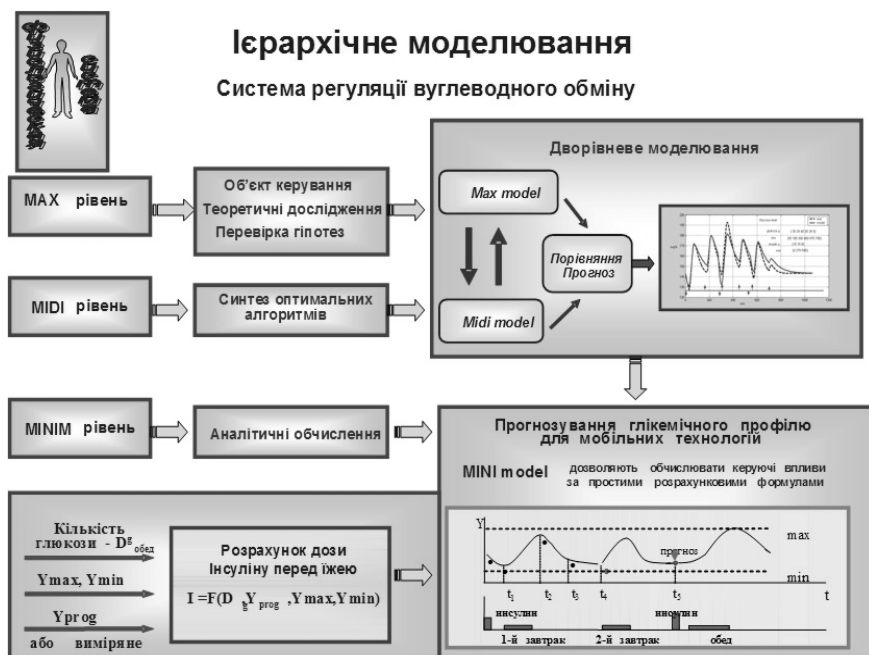 Ієрархічне моделювання
Система регуляції вуглеводного обміну
MAX рівень
Об'єкт керування
Теоретичні дослідження
Перевірка гіпотез
Дворівневе моделювання
Max model
Порівняння
Прогноз
Midi model
MIDI рівень
Синтез оптимальних
алгоритмів
MINIM рівень
Аналітичні обчислення
Прогнозування глікемічного профілю
для мобільних технологій
MINI model дозволяють обчислювати керуючі впливи
за простими розрахунковими формулами
Кількість
глюкози - D^g_обед
Ymax, Ymin
Yprog
або виміряне
Розрахунок дози
Інсуліну перед їжею
I =F(D_g,Y_prog ,Ymax,Ymin)
Y
max
прогноз
min
t₁ t₂ t₃ t₄ t₅ t
инсулин инсулин
1-й завтрак 2-й завтрак обед